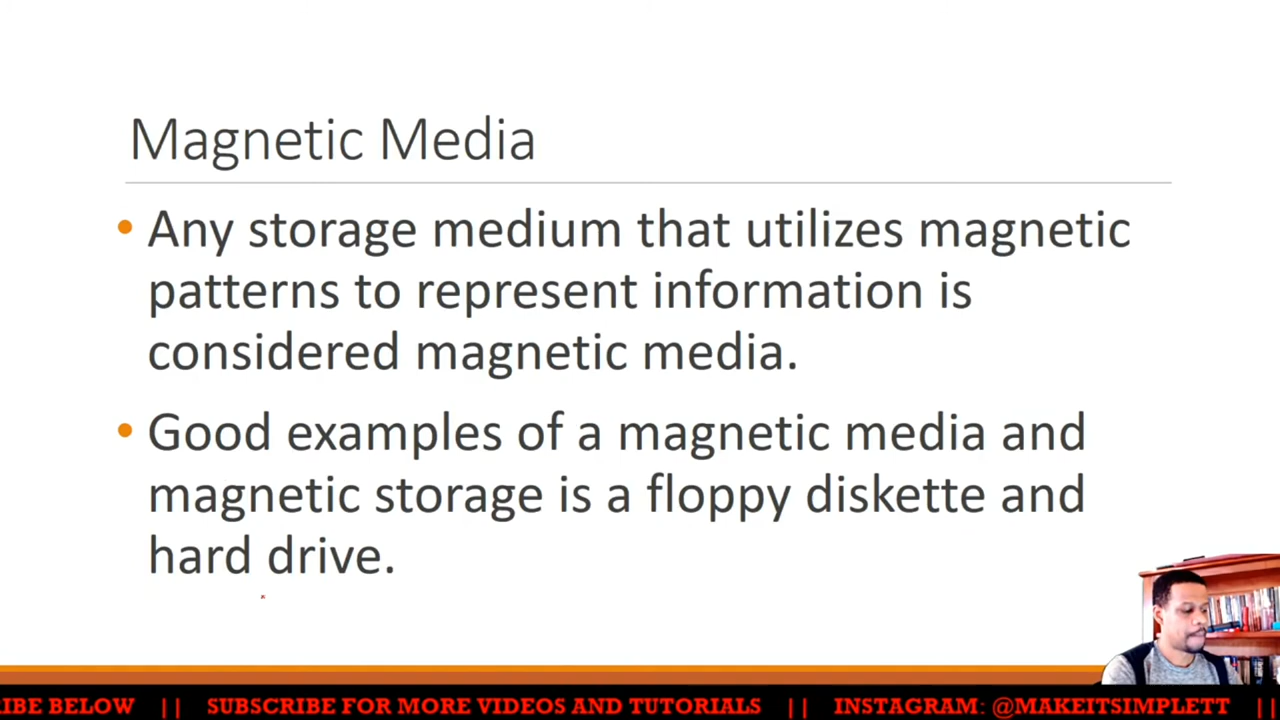 Magnetic Media
• Any storage medium that utilizes magnetic
patterns to represent information is
considered magnetic media.
• Good examples of a magnetic media and
magnetic storage is a floppy diskette and
hard drive.
RIBE BELOW || SUBSCRIBE FOR MORE VIDEOS AND TUTORIALS || INSTAGRAM: @MAKEITSIMPLETT ||